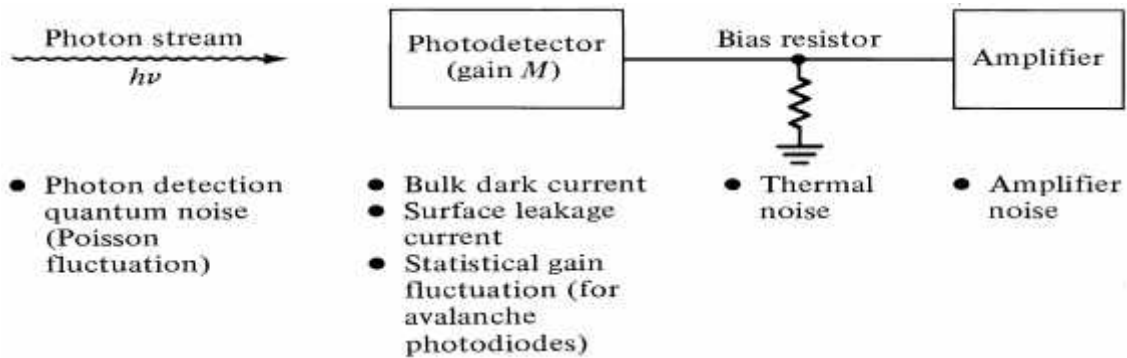 Photon stream
hν
Photodetector
(gain M)
Bias resistor
Amplifier
● Photon detection
quantum noise
(Poisson
fluctuation)
● Bulk dark current
● Surface leakage
current
● Statistical gain
fluctuation (for
avalanche
photodiodes)
● Thermal
noise
● Amplifier
noise